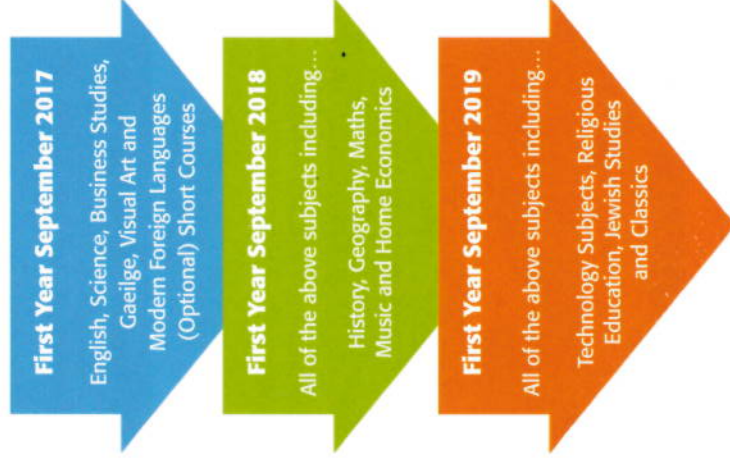 First Year September 2017
English, Science, Business Studies,
Gaeilge, Visual Art and
Modern Foreign Languages
(Optional) Short Courses
First Year September 2018
All of the above subjects including...
History, Geography, Maths,
Music and Home Economics
First Year September 2019
All of the above subjects including...
Technology Subjects, Religious
Education, Jewish Studies
and Classics